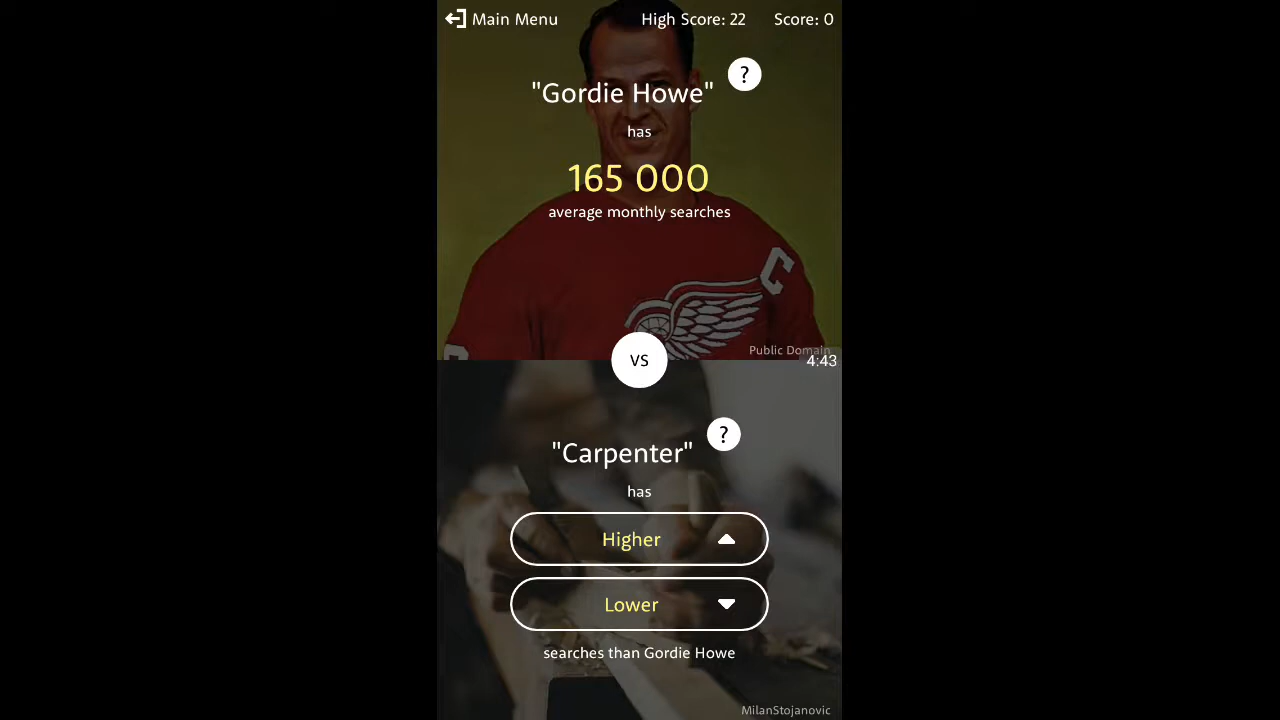 Main Menu
High Score: 22
Score: 0
"Gordie Howe"
?
has
165 000
average monthly searches
C
Public Domain
VS
4:43
"Carpenter"
?
has
Higher
Lower
searches than Gordie Howe
MilanStojanovic